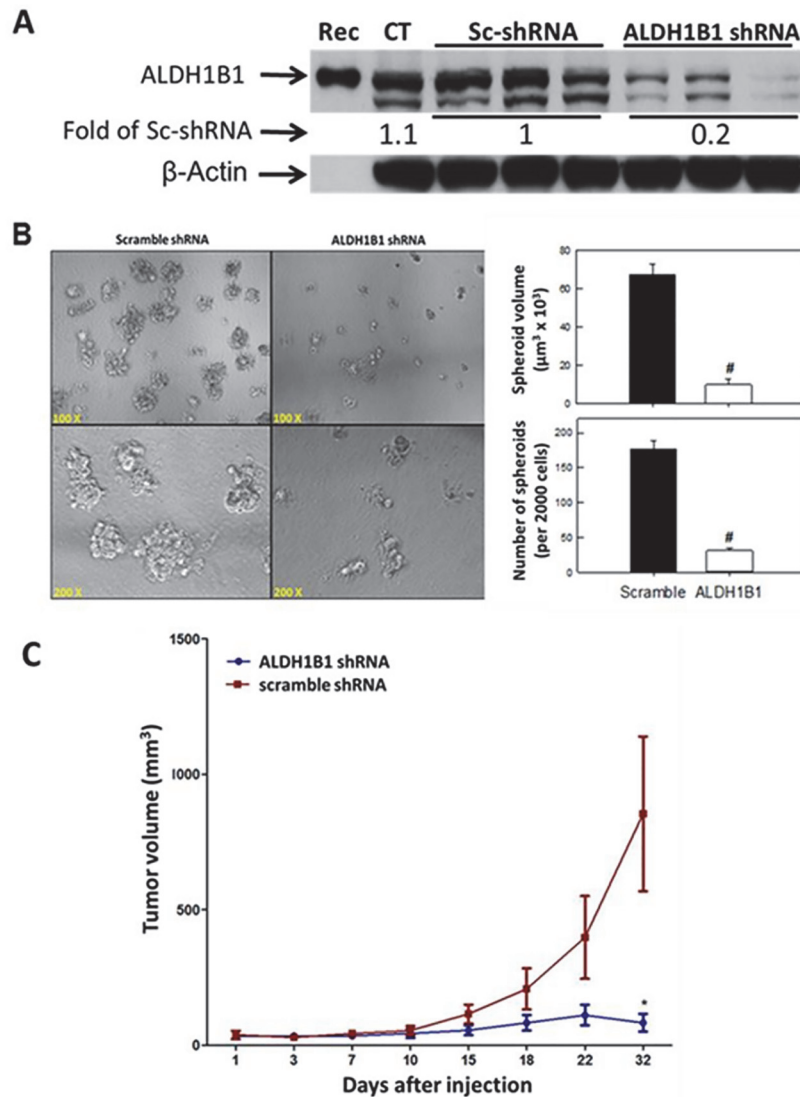 A
Rec CT Sc-shRNA ALDH1B1 shRNA
ALDH1B1
Fold of Sc-shRNA 1.1 1 0.2
β-Actin
B
Scramble shRNA ALDH1B1 shRNA
100 X 100 X
200 X 200 X
Spheroid volume
(μm³ x 10³)
80
60
40
20
0
#
Number of spheroids
(per 2000 cells)
200
150
100
50
0
#
Scramble ALDH1B1
C
ALDH1B1 shRNA
scramble shRNA
Tumor volume (mm³)
1500
1000
500
0
*
1 3 7 10 15 18 22 32
Days after injection